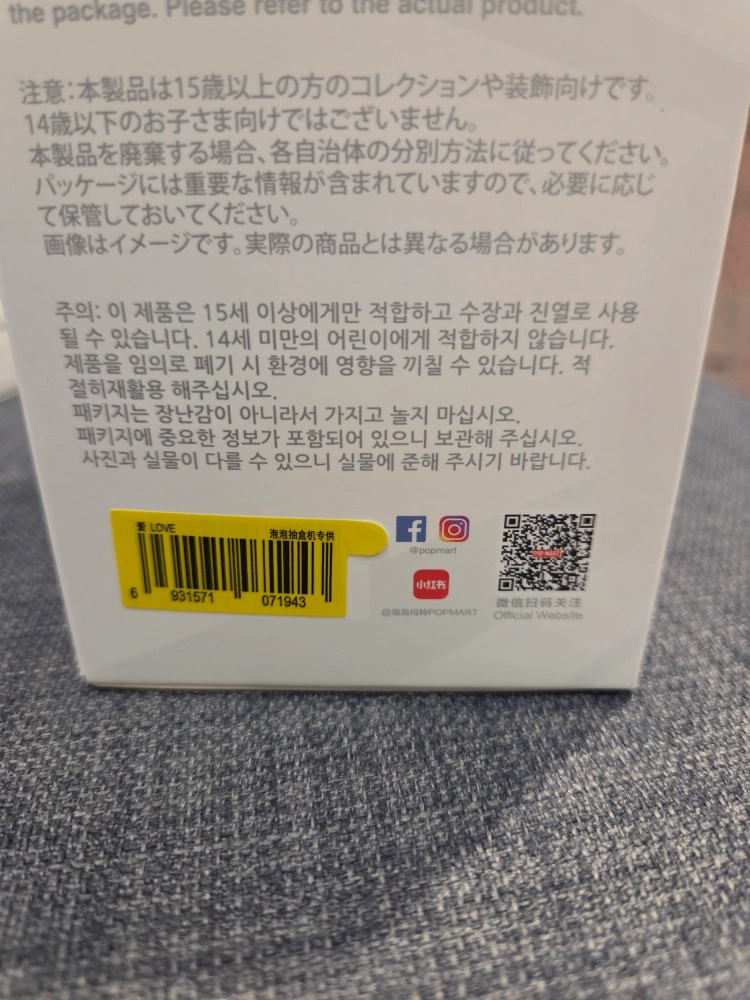 the package. Please refer to the actual product.
注意：本製品は15歳以上の方のコレクションや装飾向けです。
14歳以下のお子さま向けではございません。
本製品を廃棄する場合、各自治体の分別方法に従ってください。
パッケージには重要な情報が含まれていますので、必要に応じ
て保管しておいてください。
画像はイメージです。実際の商品とは異なる場合があります。
주의: 이 제품은 15세 이상에게만 적합하고 수장과 진열로 사용
될 수 있습니다. 14세 미만의 어린이에게 적합하지 않습니다.
제품을 임의로 폐기 시 환경에 영향을 끼칠 수 있습니다. 적
절히재활용 해주십시오.
패키지는 장난감이 아니라서 가지고 놀지 마십시오.
패키지에 중요한 정보가 포함되어 있으니 보관해 주십시오.
사진과 실물이 다를 수 있으니 실물에 준해 주시기 바랍니다.
LOVE
泡泡抽盒机专供
6 931571 071943
@popmart
小红书
@泡泡玛特POPMART
POP MART
微信扫码关注
Official Website